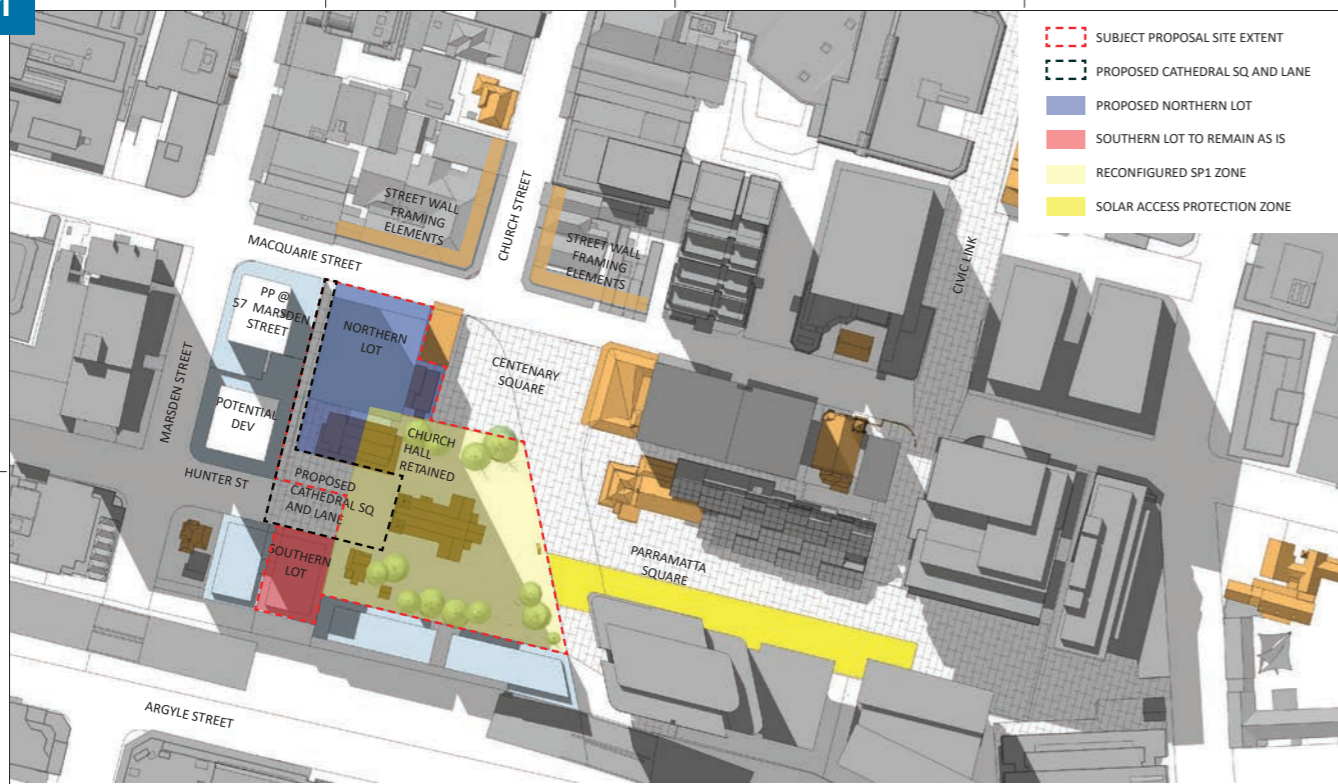 1
SUBJECT PROPOSAL SITE EXTENT
PROPOSED CATHEDRAL SQ AND LANE
PROPOSED NORTHERN LOT
SOUTHERN LOT TO REMAIN AS IS
RECONFIGURED SP1 ZONE
SOLAR ACCESS PROTECTION ZONE
STREET WALL
FRAMING
ELEMENTS
CHURCH STREET
STREET WALL
FRAMING
ELEMENTS
MACQUARIE STREET
CIVIC LINK
PP @
57 MARSDEN
STREET
NORTHERN
LOT
CENTENARY
SQUARE
MARSDEN STREET
POTENTIAL
DEV
CHURCH
HALL
RETAINED
HUNTER ST
PROPOSED
CATHEDRAL SQ
AND LANE
SOUTHERN
LOT
PARRAMATTA
SQUARE
ARGYLE STREET